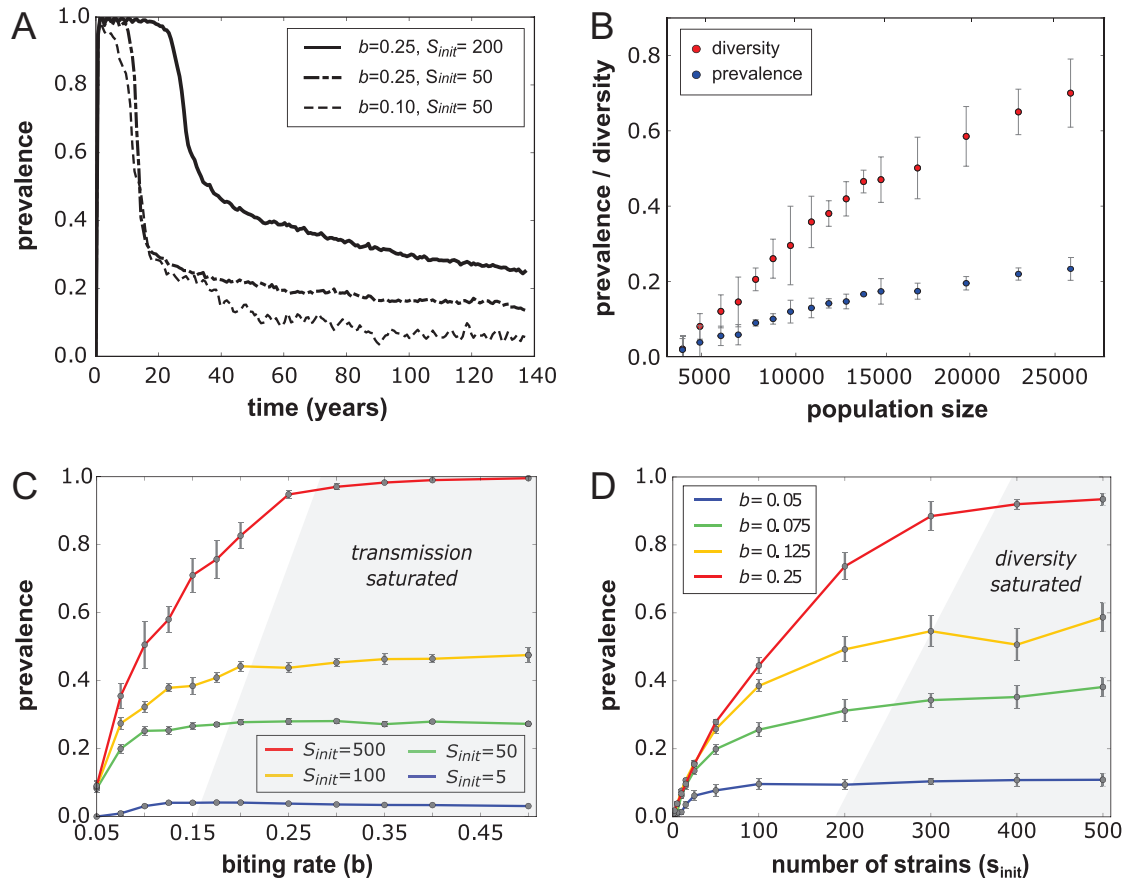 A
b=0.25, Sinit= 200
b=0.25, Sinit= 50
b=0.10, Sinit= 50
1.0
0.8
0.6
0.4
0.2
0.0
prevalence
0 20 40 60 80 100 120 140
time (years)
B
diversity
prevalence
0.8
0.6
0.4
0.2
0.0
prevalence / diversity
5000 10000 15000 20000 25000
population size
C
transmission
saturated
1.0
0.8
0.6
0.4
0.2
0.0
prevalence
Sinit=500 Sinit=50
Sinit=100 Sinit=5
0.05 0.15 0.25 0.35 0.45
biting rate (b)
D
b=0.05
b=0.075
b=0.125
b=0.25
diversity
saturated
1.0
0.8
0.6
0.4
0.2
0.0
prevalence
0 100 200 300 400 500
number of strains (sinit)